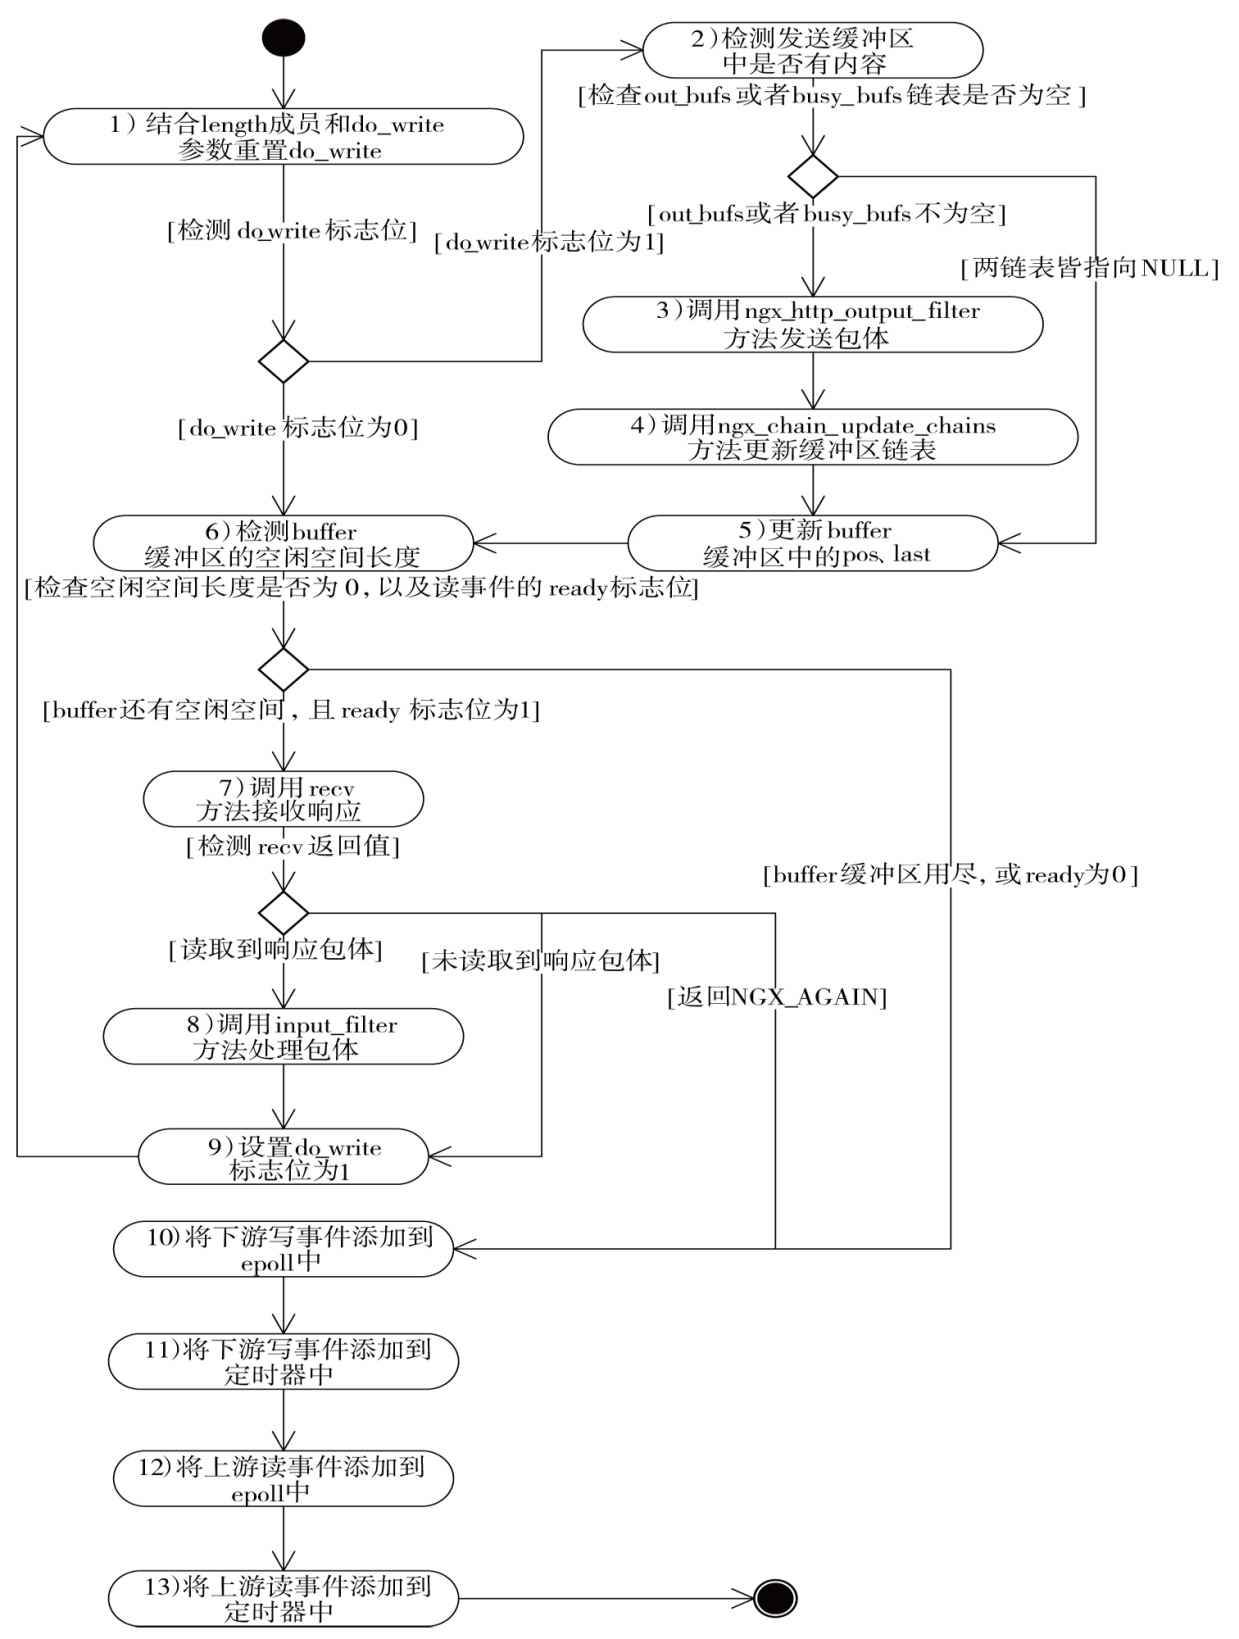 2)检测发送缓冲区
中是否有内容
[检查out_bufs或者busy_bufs链表是否为空]
1) 结合length成员和do_write
参数重置do_write
[out_bufs或者busy_bufs不为空]
[检测do_write标志位]
[do_write标志位为1]
[两链表皆指向NULL]
3)调用ngx_http_output_filter
方法发送包体
[do_write标志位为0]
4)调用ngx_chain_update_chains
方法更新缓冲区链表
6)检测buffer
缓冲区的空闲空间长度
5)更新buffer
缓冲区中的pos、last
[检查空闲空间长度是否为0,以及读事件的ready标志位]
[buffer还有空闲空间,且ready标志位为1]
7)调用recv
方法接收响应
[检测recv返回值]
[buffer缓冲区用尽,或ready为0]
[读取到响应包体]
[未读取到响应包体]
[返回NGX_AGAIN]
8)调用input_filter
方法处理包体
9)设置do_write
标志位为1
10)将下游写事件添加到
epoll中
11)将下游写事件添加到
定时器中
12)将上游读事件添加到
epoll中
13)将上游读事件添加到
定时器中